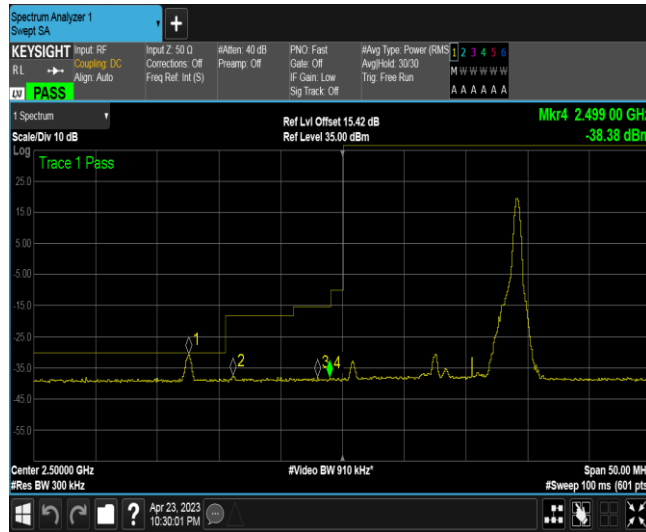 Spectrum Analyzer 1
Swept SA
KEYSIGHT
RL
LXI PASS
Input: RF
Coupling: DC
Align: Auto
Input Z: 50 Ω
Corrections: Off
Freq Ref: Int (S)
#Atten: 40 dB
Preamp: Off
PNO: Fast
Gate: Off
IF Gain: Low
Sig Track: Off
#Avg Type: Power (RMS
Avg|Hold: 30/30
Trig: Free Run
1 2 3 4 5 6
M W W W W W
A A A A A A
1 Spectrum
Scale/Div 10 dB
Ref Lvl Offset 15.42 dB
Ref Level 35.00 dBm
Mkr4 2.499 00 GHz
-38.38 dBm
Log
Trace 1 Pass
25.0
15.0
5.00
-5.00
-15.0
-25.0
-35.0
-45.0
-55.0
1
2
3 4
Center 2.50000 GHz
#Res BW 300 kHz
#Video BW 910 kHz*
Span 50.00 MH
#Sweep 100 ms (601 pts
?
Apr 23, 2023
10:30:01 PM